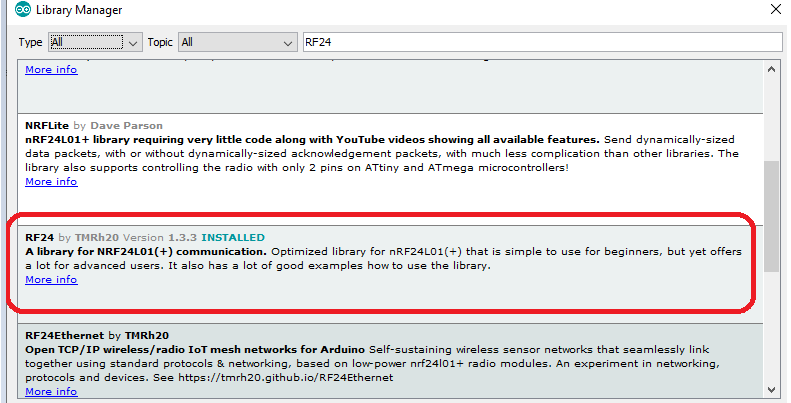 Library Manager
Type All Topic All RF24
More info
NRFLite by Dave Parson
nRF24L01+ library requiring very little code along with YouTube videos showing all available features. Send dynamically-sized
data packets, with or without dynamically-sized acknowledgement packets, with much less complication than other libraries. The
library also supports controlling the radio with only 2 pins on ATtiny and ATmega microcontrollers!
More info
RF24 by TMRh20 Version 1.3.3 INSTALLED
A library for NRF24L01(+) communication. Optimized library for nRF24L01(+) that is simple to use for beginners, but yet offers
a lot for advanced users. It also has a lot of good examples how to use the library.
More info
RF24Ethernet by TMRh20
Open TCP/IP wireless/radio IoT mesh networks for Arduino Self-sustaining wireless sensor networks that seamlessly link
together using standard protocols & networking, based on low-power nrf24l01+ radio modules. An experiment in networking,
protocols and devices. See https://tmrh20.github.io/RF24Ethernet
More info